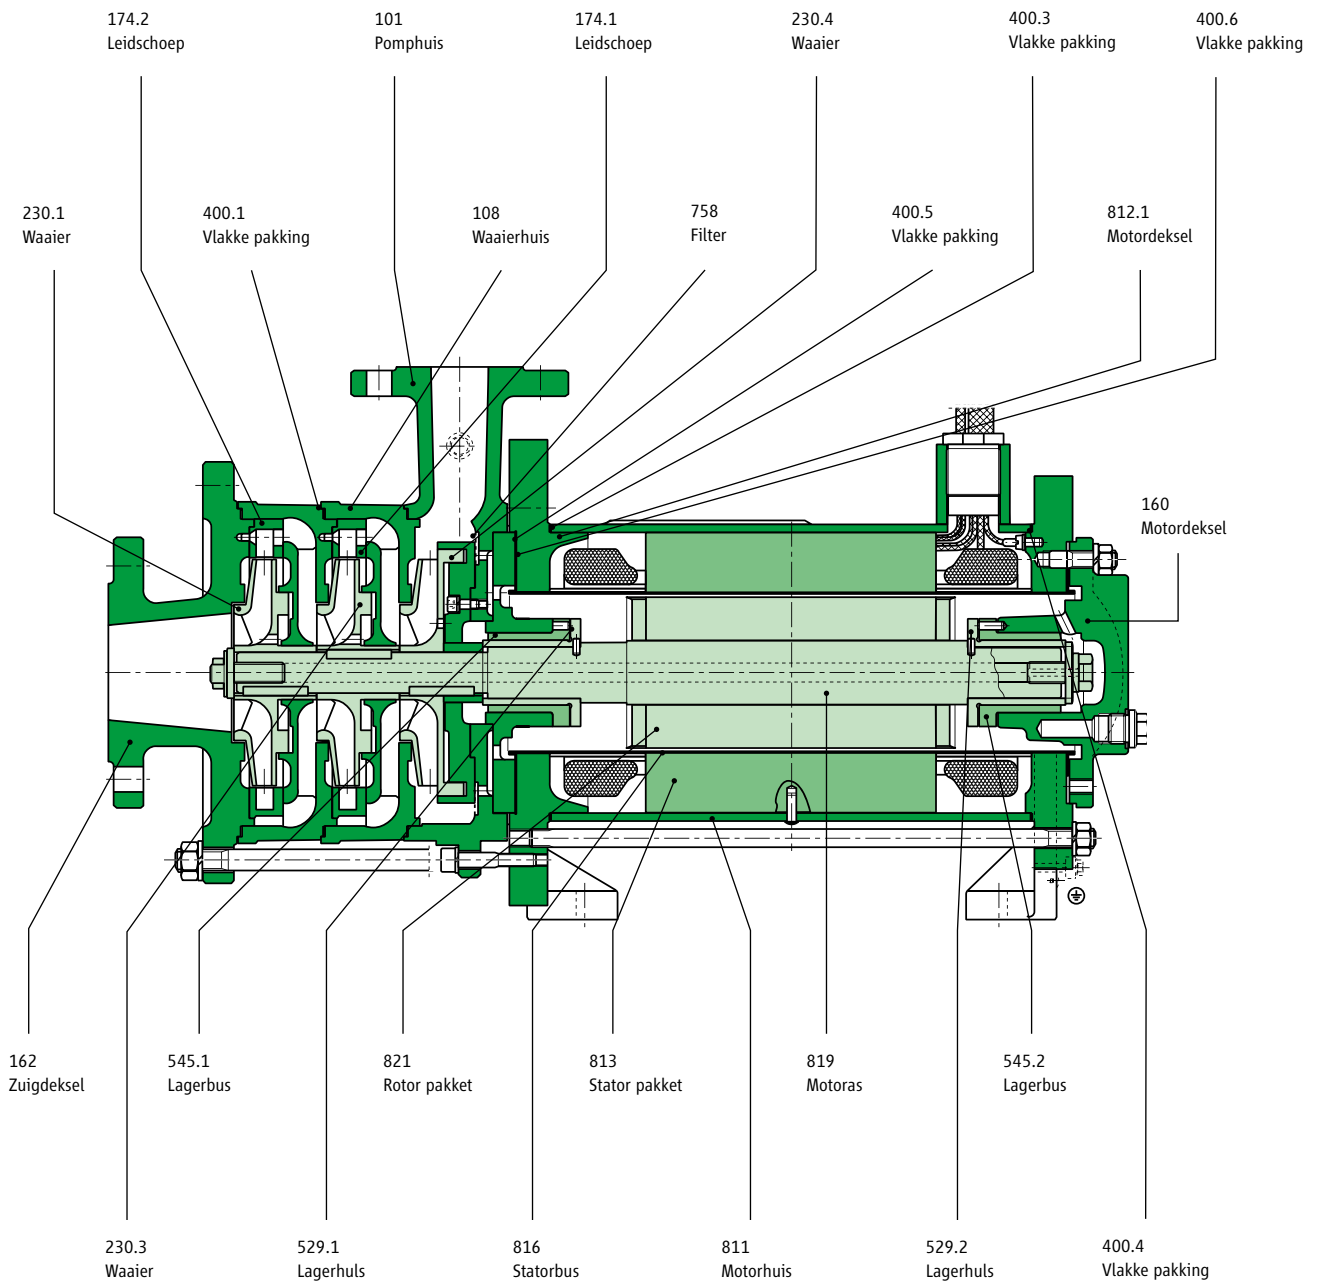 174.2
Leidschoep
101
Pomphuis
174.1
Leidschoep
230.4
Waaier
400.3
Vlakke pakking
400.6
Vlakke pakking
230.1
Waaier
400.1
Vlakke pakking
108
Waaierhuis
758
Filter
400.5
Vlakke pakking
812.1
Motordeksel
160
Motordeksel
162
Zuigdeksel
545.1
Lagerbus
821
Rotor pakket
813
Stator pakket
819
Motoras
545.2
Lagerbus
230.3
Waaier
529.1
Lagerhuls
816
Statorbus
811
Motorhuis
529.2
Lagerhuls
400.4
Vlakke pakking